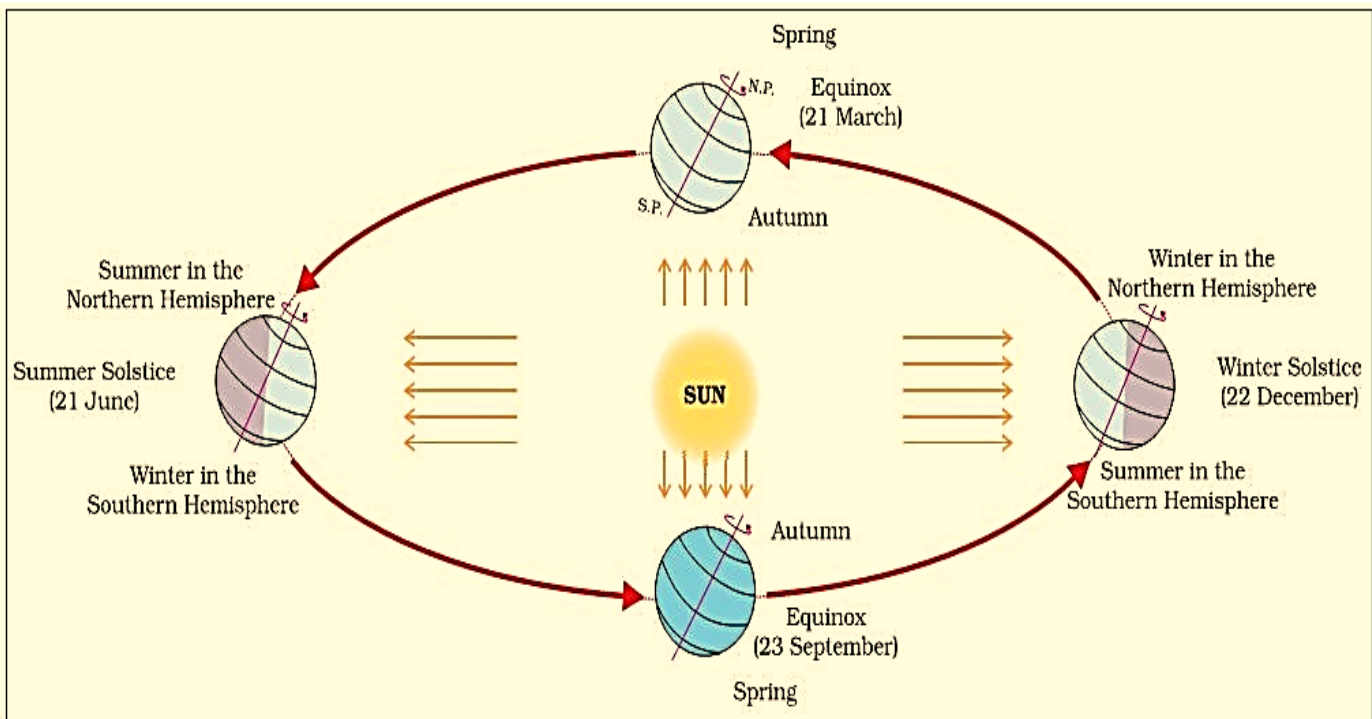 Spring
N.P.
Equinox
(21 March)
S.P.
Autumn
Summer in the
Northern Hemisphere
Winter in the
Northern Hemisphere
Summer Solstice
(21 June)
SUN
Winter Solstice
(22 December)
Winter in the
Southern Hemisphere
Summer in the
Southern Hemisphere
Autumn
Equinox
(23 September)
Spring